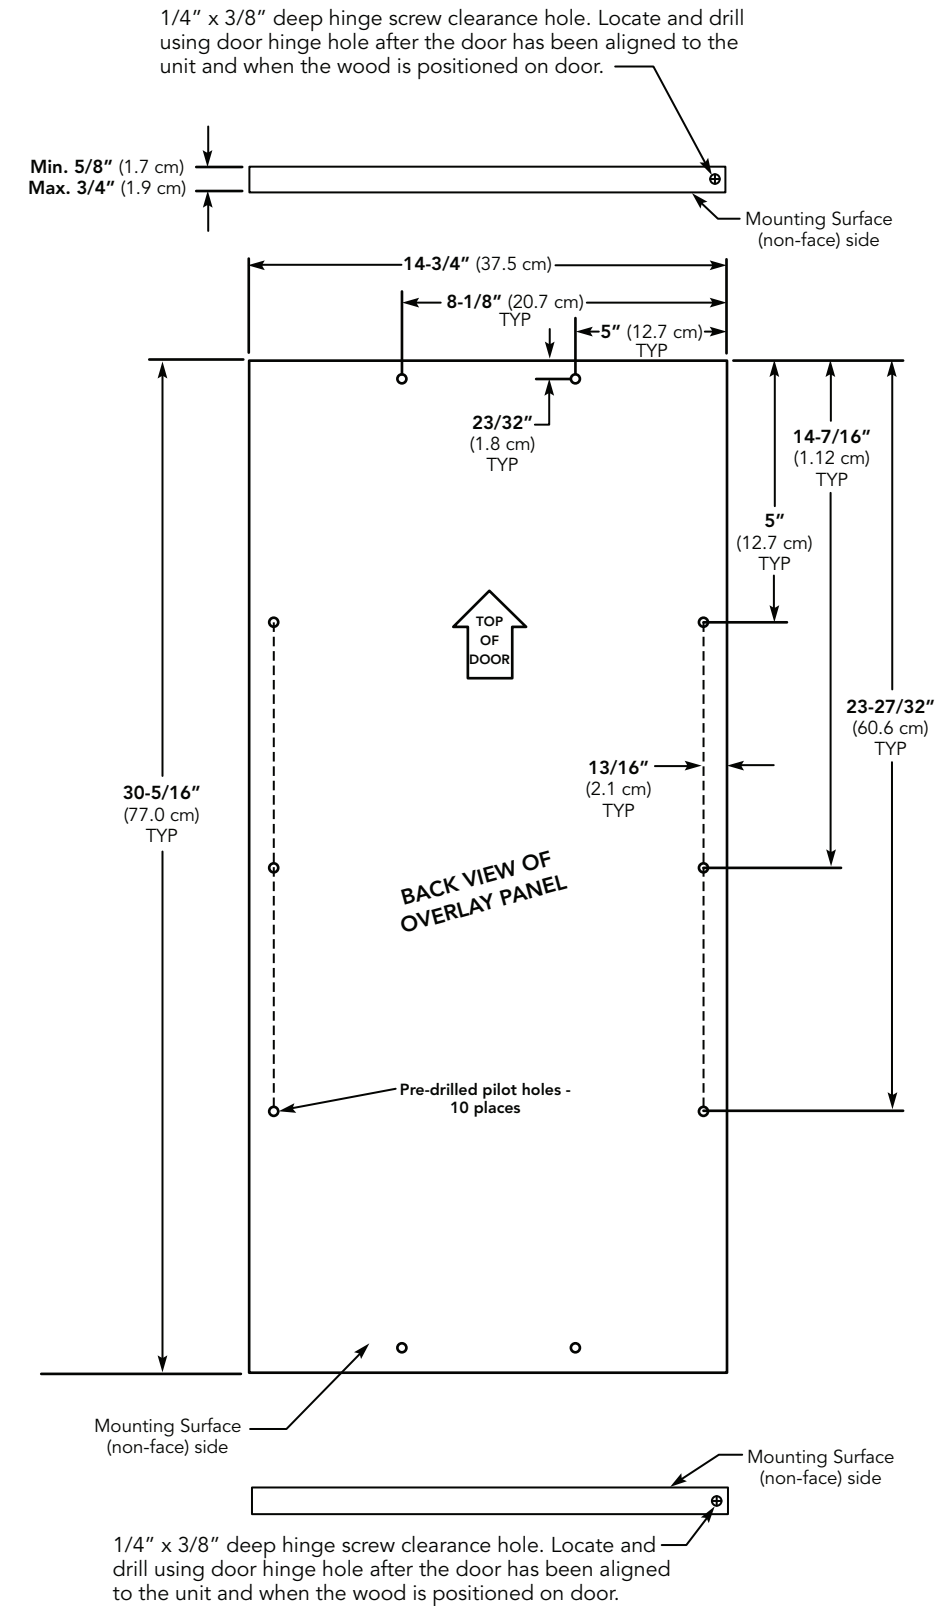 1/4” x 3/8” deep hinge screw clearance hole. Locate and drill
using door hinge hole after the door has been aligned to the
unit and when the wood is positioned on door.
Min. 5/8” (1.7 cm)
Max. 3/4” (1.9 cm)
Mounting Surface
(non-face) side
14-3/4” (37.5 cm)
8-1/8” (20.7 cm)
TYP
5” (12.7 cm)
TYP
23/32”
(1.8 cm)
TYP
14-7/16”
(1.12 cm)
TYP
5”
(12.7 cm)
TYP
TOP
OF
DOOR
23-27/32”
(60.6 cm)
TYP
13/16”
(2.1 cm)
TYP
30-5/16”
(77.0 cm)
TYP
BACK VIEW OF
OVERLAY PANEL
Pre-drilled pilot holes -
10 places
Mounting Surface
(non-face) side
Mounting Surface
(non-face) side
1/4” x 3/8” deep hinge screw clearance hole. Locate and
drill using door hinge hole after the door has been aligned
to the unit and when the wood is positioned on door.